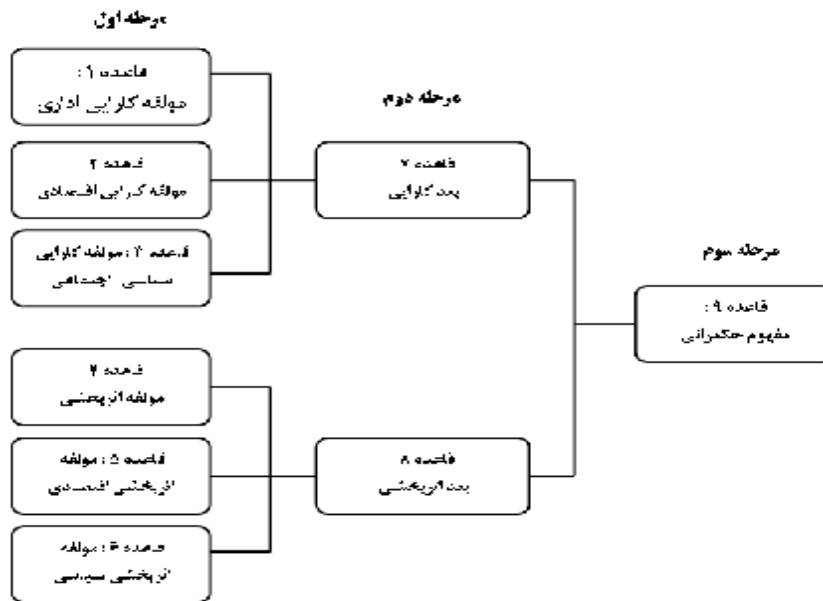 مرحله اول
قاعده ۱ :
مولفه کارایی اداری
قاعده ۲
مولفه کارایی اقتصادی
قاعده ۳ : مولفه کارایی
سیاسی اجتماعی
مرحله دوم
قاعده ۷
بعد کارایی
مرحله سوم
قاعده ۹ :
مفهوم حکمرانی
قاعده ۴
مولفه اثربخشی
قاعده ۵ : مولفه
اثربخشی اقتصادی
قاعده ۶ : مولفه
اثربخشی سیاسی
قاعده ۸
بعد اثربخشی